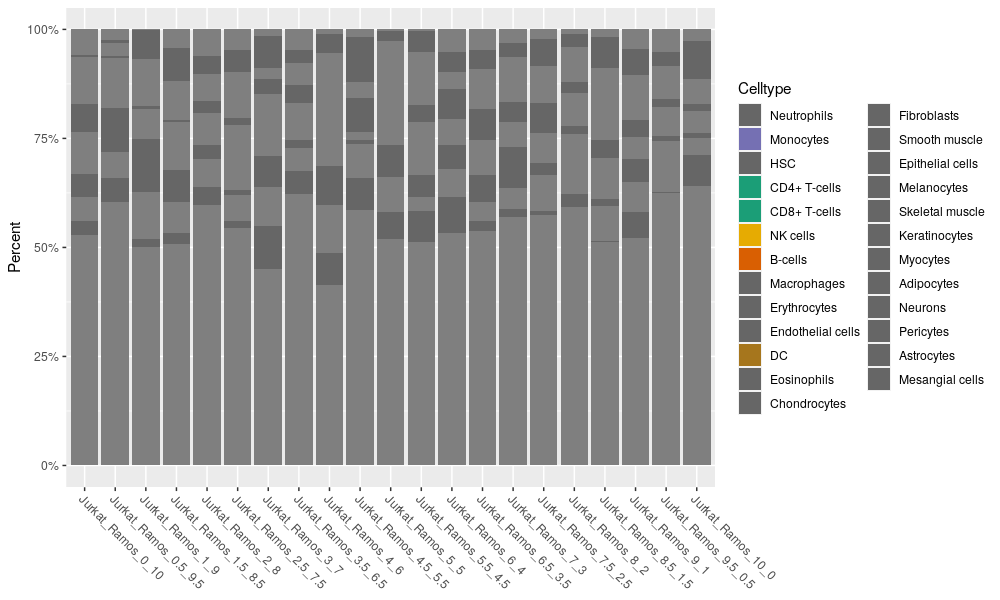 100%
75%
50%
25%
0%
Percent
Jurkat_Ramos_0_10
Jurkat_Ramos_0.5_9.5
Jurkat_Ramos_1_9
Jurkat_Ramos_1.5_8.5
Jurkat_Ramos_2_8
Jurkat_Ramos_2.5_7.5
Jurkat_Ramos_3_7
Jurkat_Ramos_3.5_6.5
Jurkat_Ramos_4_6
Jurkat_Ramos_4.5_5.5
Jurkat_Ramos_5_5
Jurkat_Ramos_5.5_4.5
Jurkat_Ramos_6_4
Jurkat_Ramos_6.5_3.5
Jurkat_Ramos_7_3
Jurkat_Ramos_7.5_2.5
Jurkat_Ramos_8_2
Jurkat_Ramos_8.5_1.5
Jurkat_Ramos_9_1
Jurkat_Ramos_9.5_0.5
Jurkat_Ramos_10_0
Celltype
Neutrophils
Monocytes
HSC
CD4+ T-cells
CD8+ T-cells
NK cells
B-cells
Macrophages
Erythrocytes
Endothelial cells
DC
Eosinophils
Chondrocytes
Fibroblasts
Smooth muscle
Epithelial cells
Melanocytes
Skeletal muscle
Keratinocytes
Myocytes
Adipocytes
Neurons
Pericytes
Astrocytes
Mesangial cells